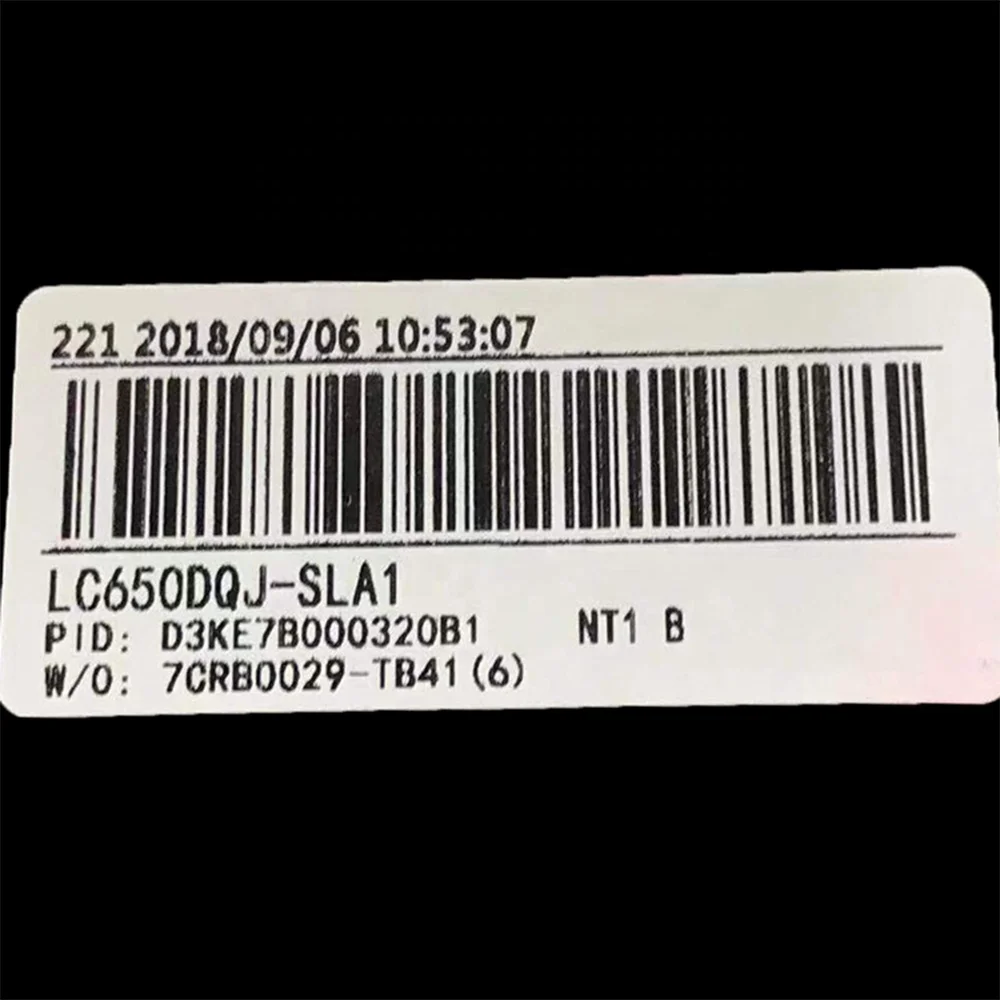 221 2018/09/06 10:53:07
LC650DQJ-SLA1
PID: D3KE7B000320B1 NT1 B
W/O: 7CRB0029-TB41(6)